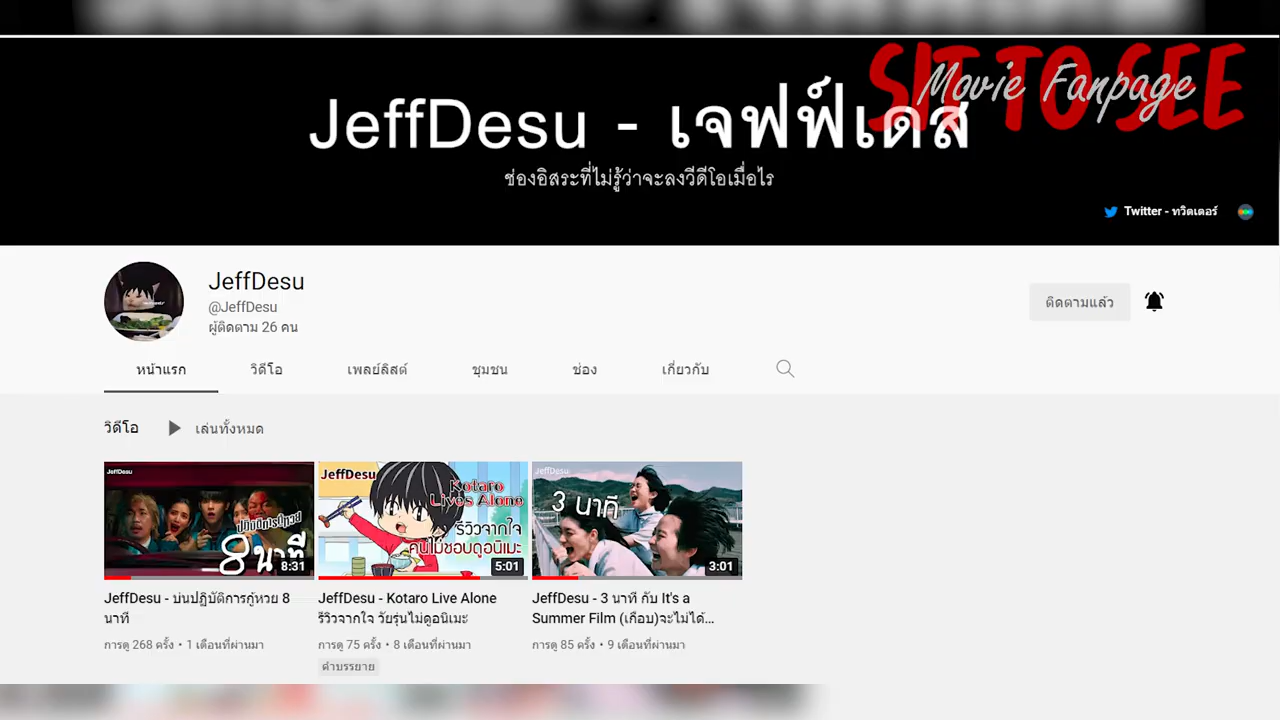 SIT TO SEE
Movie Fanpage
JeffDesu - เจฟฟ์เดส
ช่องอิสระที่ไม่รู้ว่าจะลงวีดีโอเมื่อไร
Twitter - ทวิตเตอร์
JeffDesu
@JeffDesu
ผู้ติดตาม 26 คน
ติดตามแล้ว
หน้าแรก วิดีโอ เพลย์ลิสต์ ชุมชน ช่อง เกี่ยวกับ
วิดีโอ เล่นทั้งหมด
JeffDesu
8 นาที
8:31
JeffDesu
Kotaro
Lives Alone
รีวิวจากใจ
คนไม่ชอบดูอนิเมะ
5:01
JeffDesu
3 นาที
3:01
JeffDesu - บ่นปฏิบัติการกู้หวย 8
นาที
การดู 268 ครั้ง • 1 เดือนที่ผ่านมา
JeffDesu - Kotaro Live Alone
รีวิวจากใจ วัยรุ่นไม่ดูอนิเมะ
การดู 75 ครั้ง • 8 เดือนที่ผ่านมา
คำบรรยาย
JeffDesu - 3 นาที กับ It's a
Summer Film (เกือบ)จะไม่ได้...
การดู 85 ครั้ง • 9 เดือนที่ผ่านมา